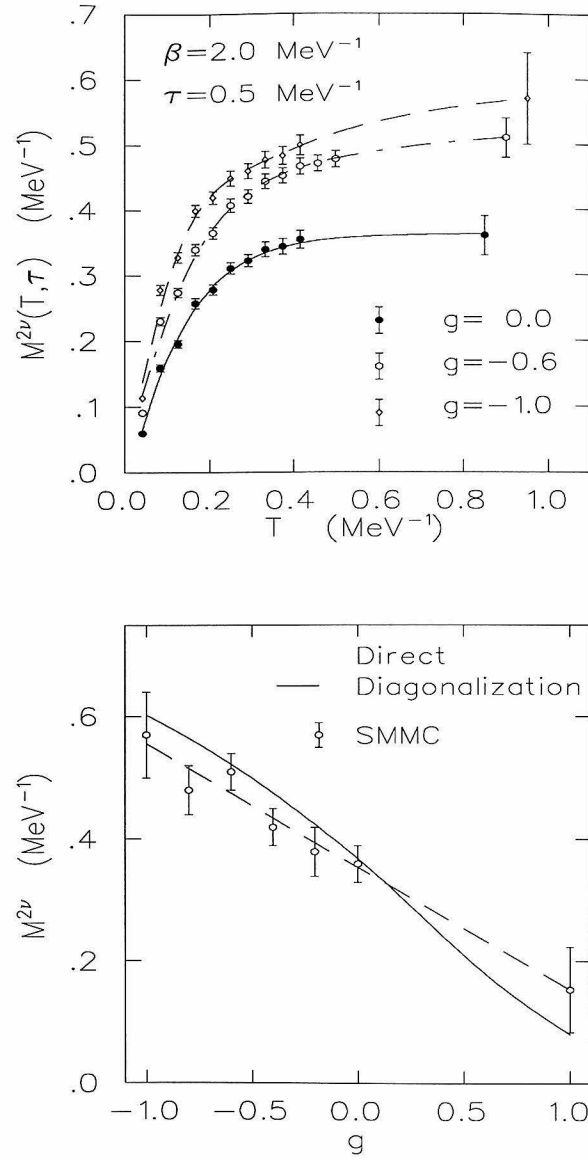 .7
.6
.5
.4
.3
.2
.1
.0
M²ᵛ(T,τ) (MeV⁻¹)
β=2.0 MeV⁻¹
τ=0.5 MeV⁻¹
g= 0.0
g=−0.6
g=−1.0
0.0 0.2 0.4 0.6 0.8 1.0
T (MeV⁻¹)
Direct
Diagonalization
SMMC
.6
.4
.2
.0
M²ᵛ (MeV⁻¹)
−1.0 −0.5 0.0 0.5 1.0
g